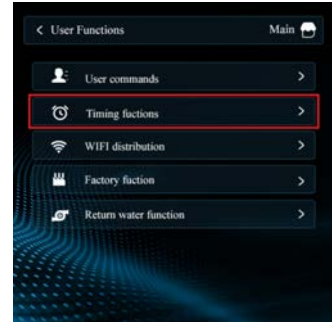 < User Functions Main
User commands >
Timing fuctions >
WIFI distribution >
Factory fuction >
Return water function >